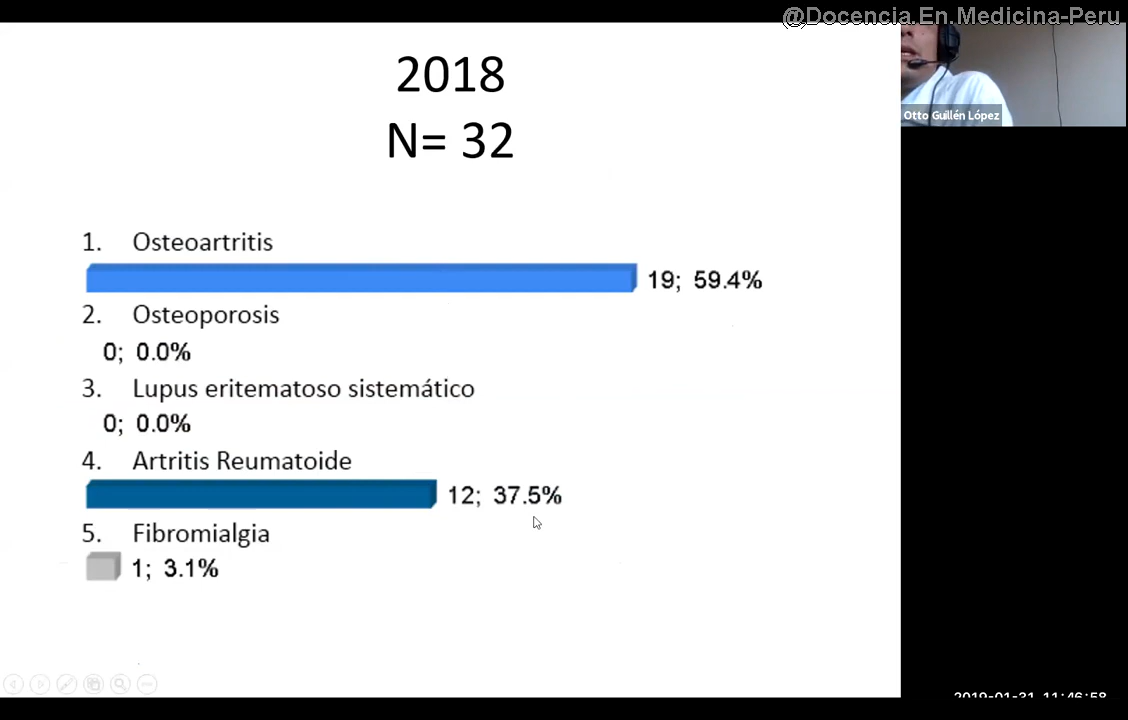 @Docencia.En.Medicina-Peru
Otto Guillén López
2018
N= 32
1. Osteoartritis
19; 59.4%
2. Osteoporosis
0; 0.0%
3. Lupus eritematoso sistemático
0; 0.0%
4. Artritis Reumatoide
12; 37.5%
5. Fibromialgia
1; 3.1%
2019-01-31 11:46:58